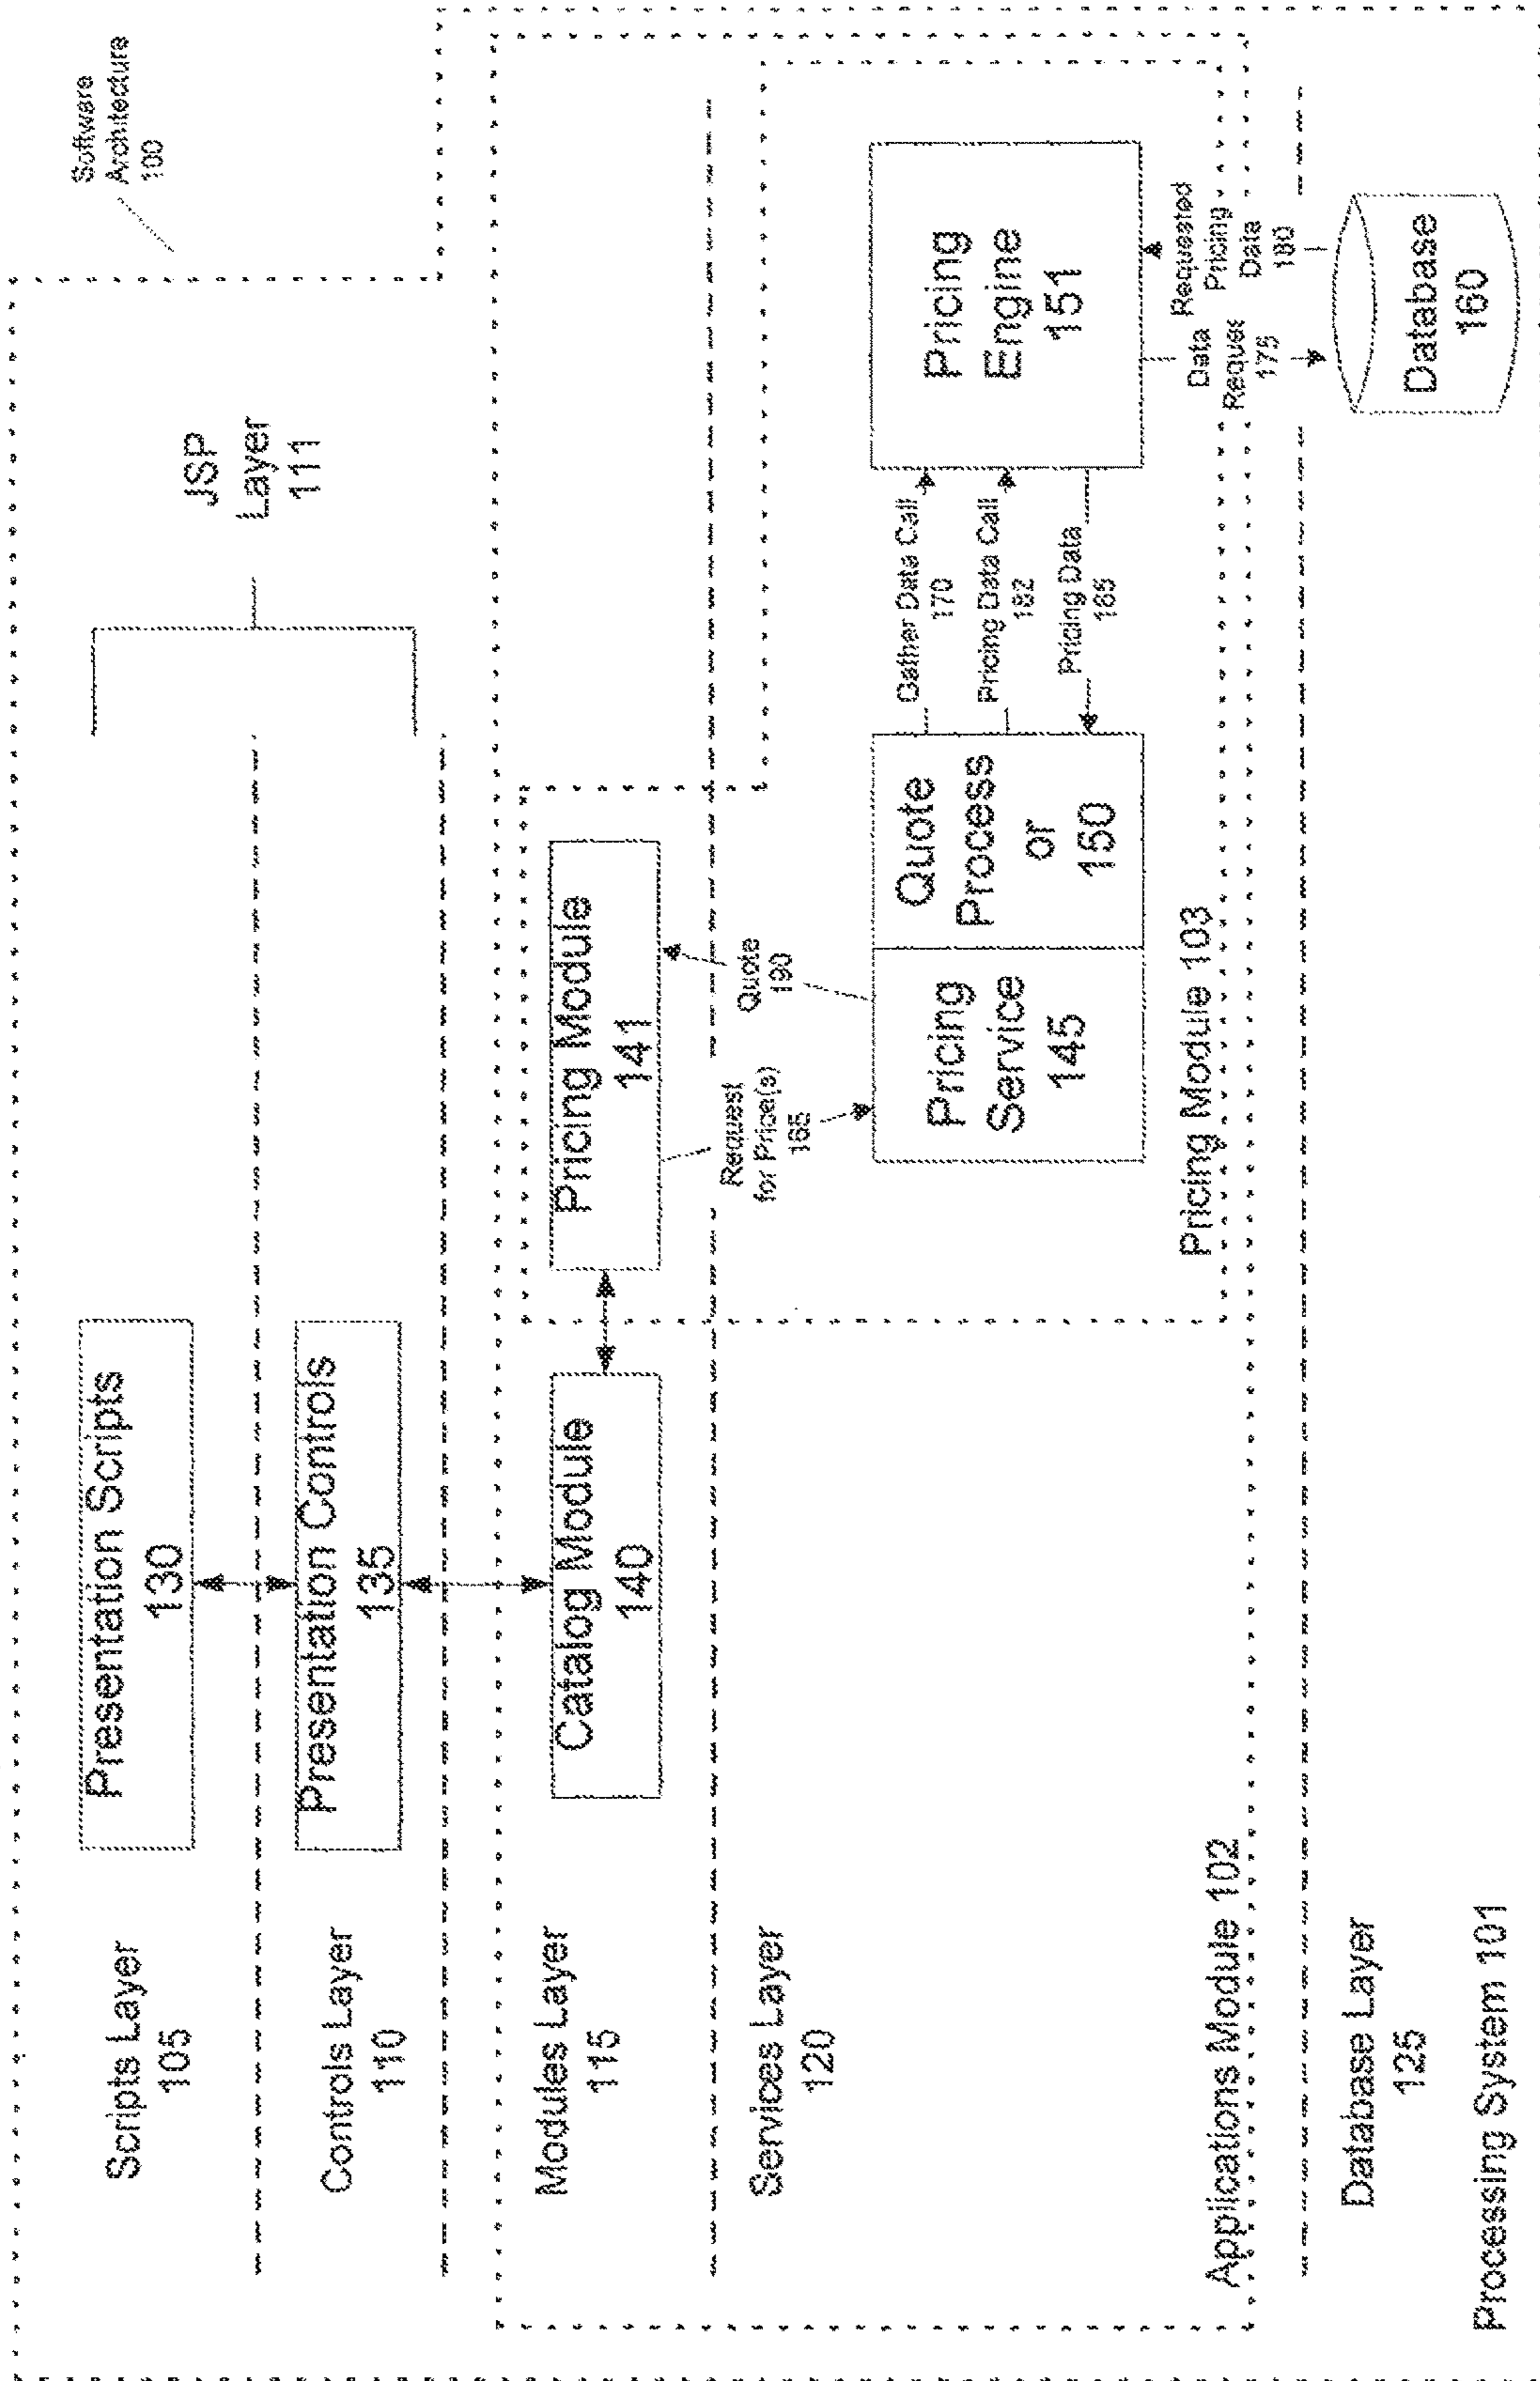 Software
Architecture
100
JSP
Layer
111
Scripts Layer
105
Presentation Scripts
130
Controls Layer
110
Presentation Controls
135
Modules Layer
115
Catalog Module
140
Pricing Module
141
Request
for Price(s)
165
Quote
190
Services Layer
120
Pricing
Service
145
Quote
Process
or
150
Gather Data Call
170
Pricing Data Call
182
Pricing Data
185
Pricing
Engine
151
Data
Reques
175
Requested
Pricing
Data
180
Pricing Module 103
Applications Module 102
Database Layer
125
Database
160
Processing System 101